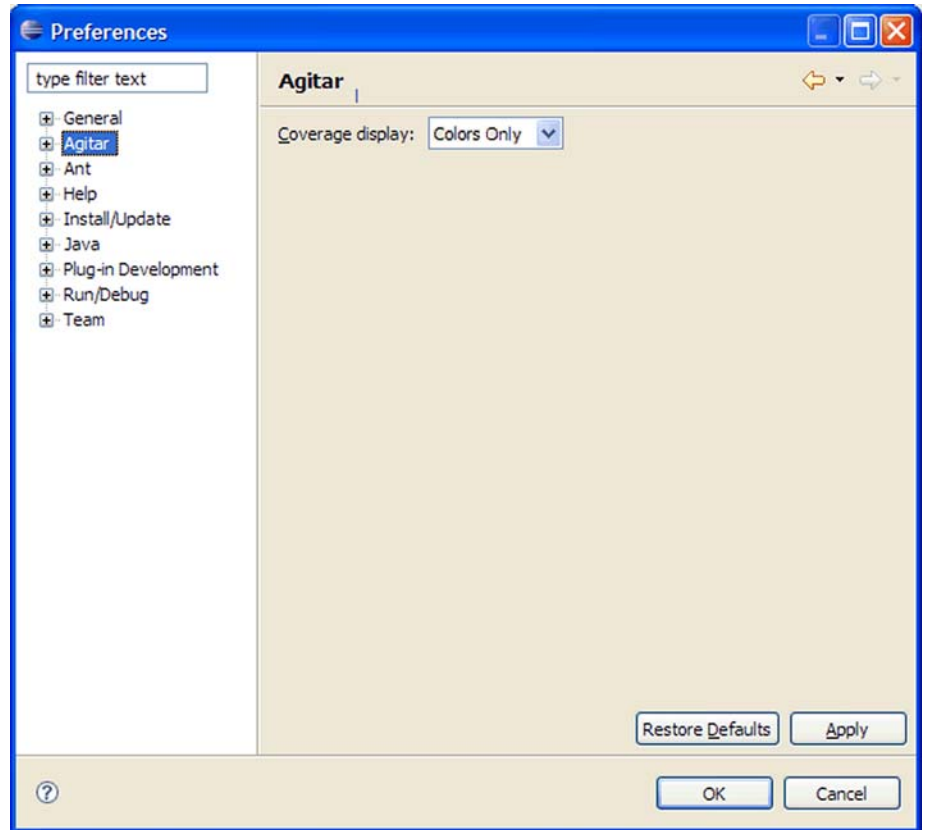 Preferences
type filter text
General
Agitar
Ant
Help
Install/Update
Java
Plug-in Development
Run/Debug
Team
Agitar
Coverage display: Colors Only
Restore Defaults Apply
? OK Cancel